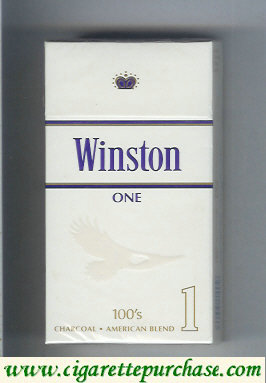 Winston
ONE
100's
CHARCOAL • AMERICAN BLEND 1
www.cigarettepurchase.com